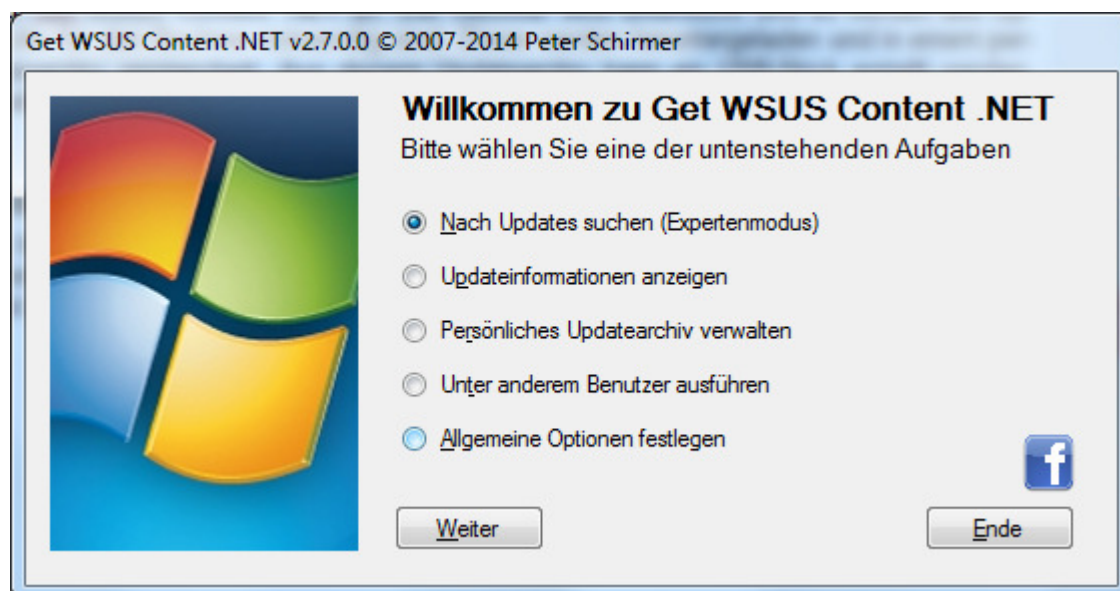 Get WSUS Content .NET v2.7.0.0 © 2007-2014 Peter Schirmer
Willkommen zu Get WSUS Content .NET
Bitte wählen Sie eine der untenstehenden Aufgaben
Nach Updates suchen (Expertenmodus)
Updateinformationen anzeigen
Persönliches Updatearchiv verwalten
Unter anderem Benutzer ausführen
Allgemeine Optionen festlegen
f
Weiter
Ende